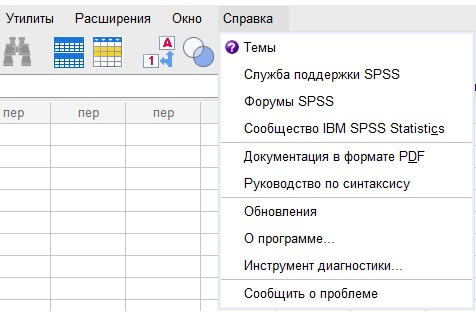 Утилиты Расширения Окно Справка
A
1
пер пер пер
? Темы
Служба поддержки SPSS
Форумы SPSS
Сообщество IBM SPSS Statistics
Документация в формате PDF
Руководство по синтаксису
Обновления
О программе...
Инструмент диагностики...
Сообщить о проблеме